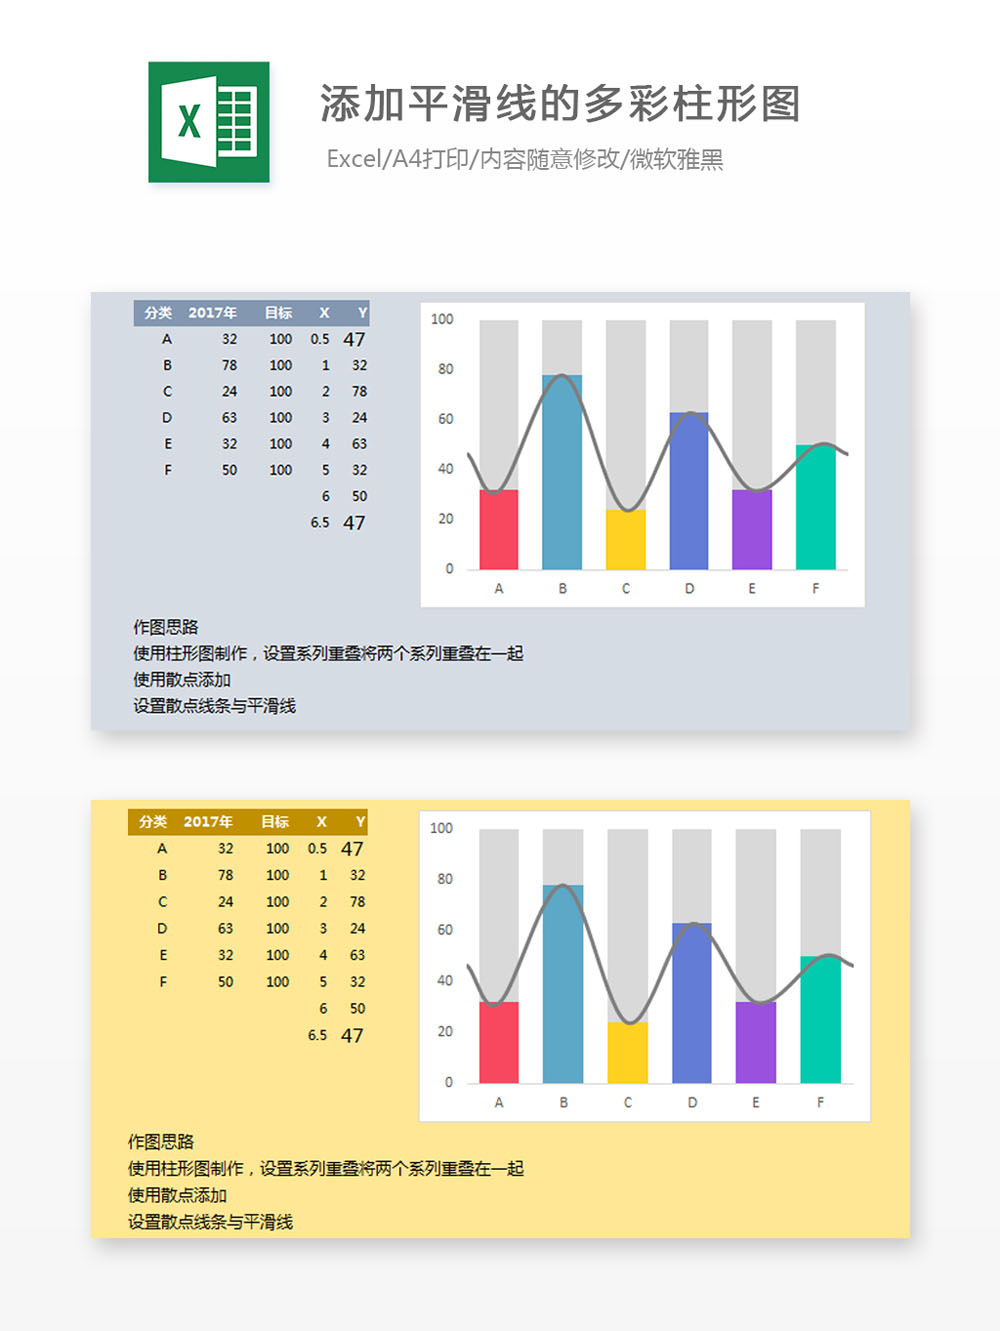 X
添加平滑线的多彩柱形图
Excel/A4打印/内容随意修改/微软雅黑
分类 2017年 目标 X Y
A 32 100 0.5 47
B 78 100 1 32
C 24 100 2 78
D 63 100 3 24
E 32 100 4 63
F 50 100 5 32
6 50
6.5 47
100
80
60
40
20
0
A B C D E F
作图思路
使用柱形图制作，设置系列重叠将两个系列重叠在一起
使用散点添加
设置散点线条与平滑线
分类 2017年 目标 X Y
A 32 100 0.5 47
B 78 100 1 32
C 24 100 2 78
D 63 100 3 24
E 32 100 4 63
F 50 100 5 32
6 50
6.5 47
100
80
60
40
20
0
A B C D E F
作图思路
使用柱形图制作，设置系列重叠将两个系列重叠在一起
使用散点添加
设置散点线条与平滑线